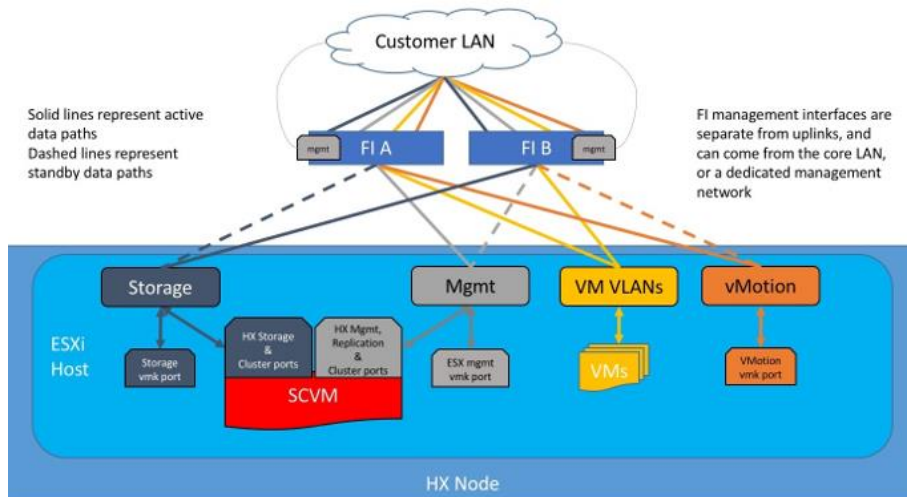 Customer LAN
Solid lines represent active
data paths
Dashed lines represent
standby data paths
FI management interfaces are
separate from uplinks, and
can come from the core LAN,
or a dedicated management
network
mgmt
FI A
FI B
mgmt
Storage
Mgmt
VM VLANs
vMotion
ESXi
Host
Storage
vmk port
HX Storage
&
Cluster ports
HX Mgmt,
Replication
&
Cluster ports
SCVM
ESX mgmt
vmk port
VMs
VMotion
vmk port
HX Node